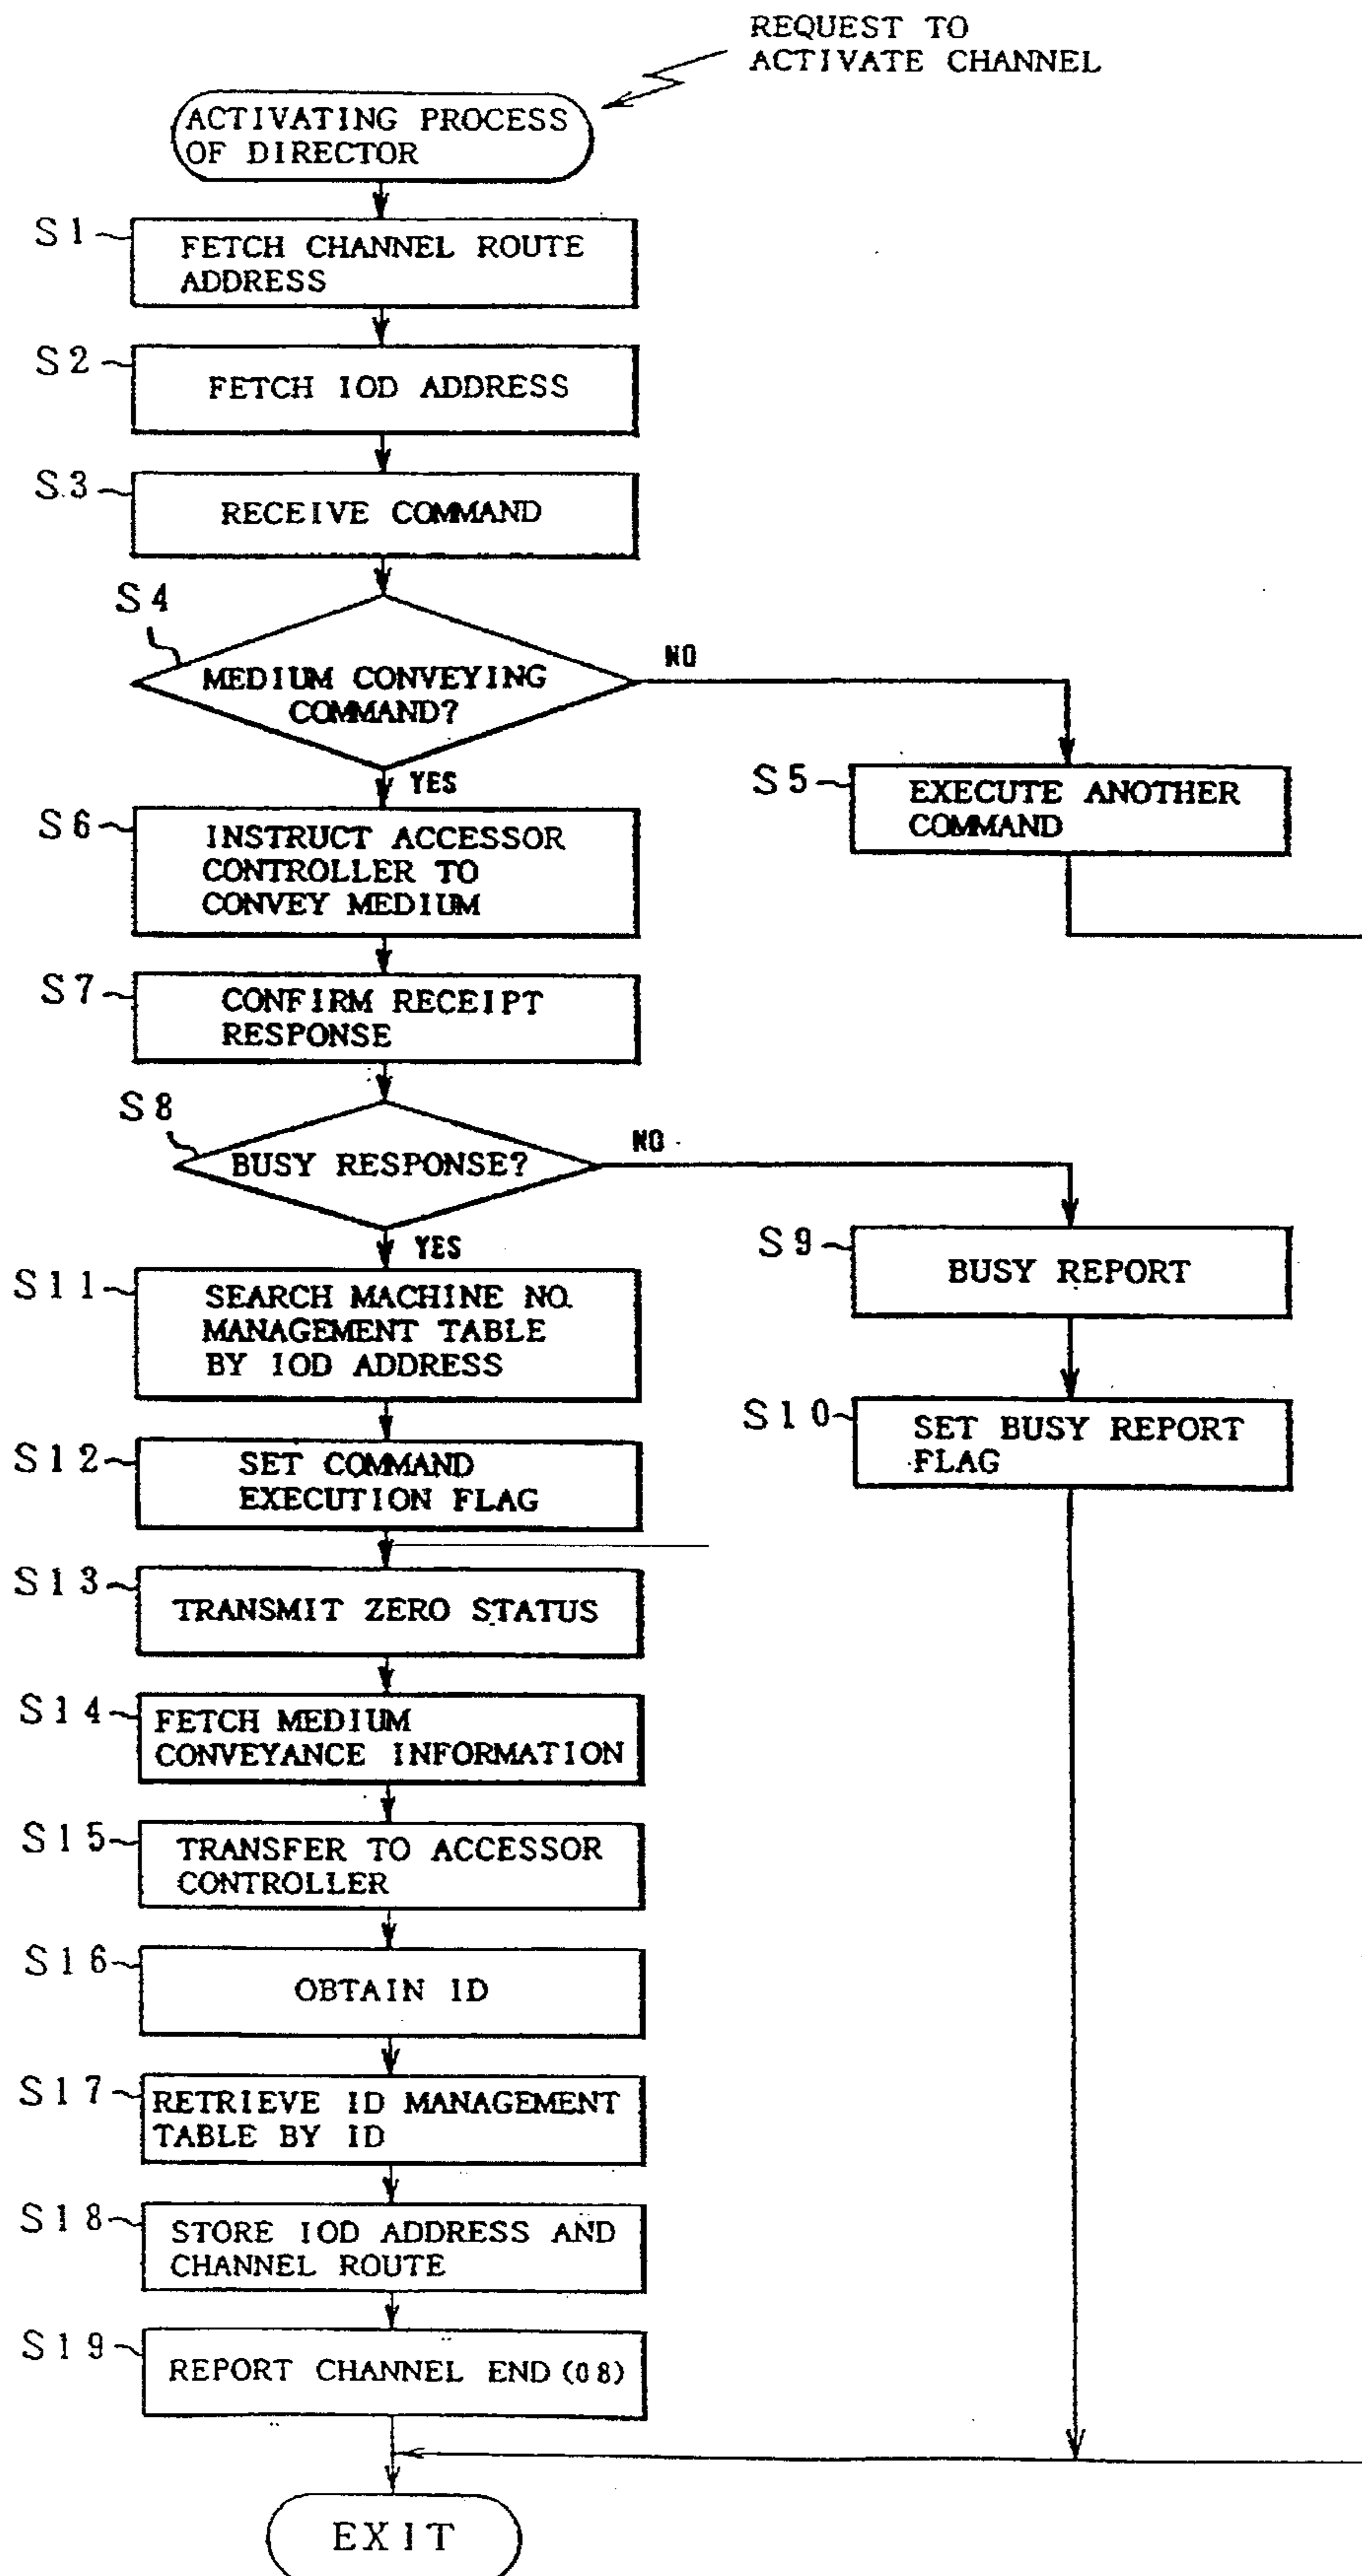 REQUEST TO
ACTIVATE CHANNEL
ACTIVATING PROCESS
OF DIRECTOR
S1
FETCH CHANNEL ROUTE
ADDRESS
S2
FETCH IOD ADDRESS
S3
RECEIVE COMMAND
S4
MEDIUM CONVEYING
COMMAND?
NO
YES
S5
EXECUTE ANOTHER
COMMAND
S6
INSTRUCT ACCESSOR
CONTROLLER TO
CONVEY MEDIUM
S7
CONFIRM RECEIPT
RESPONSE
S8
BUSY RESPONSE?
NO
YES
S9
BUSY REPORT
S10
SET BUSY REPORT
FLAG
S11
SEARCH MACHINE NO.
MANAGEMENT TABLE
BY IOD ADDRESS
S12
SET COMMAND
EXECUTION FLAG
S13
TRANSMIT ZERO STATUS
S14
FETCH MEDIUM
CONVEYANCE INFORMATION
S15
TRANSFER TO ACCESSOR
CONTROLLER
S16
OBTAIN ID
S17
RETRIEVE ID MANAGEMENT
TABLE BY ID
S18
STORE IOD ADDRESS AND
CHANNEL ROUTE
S19
REPORT CHANNEL END (08)
EXIT